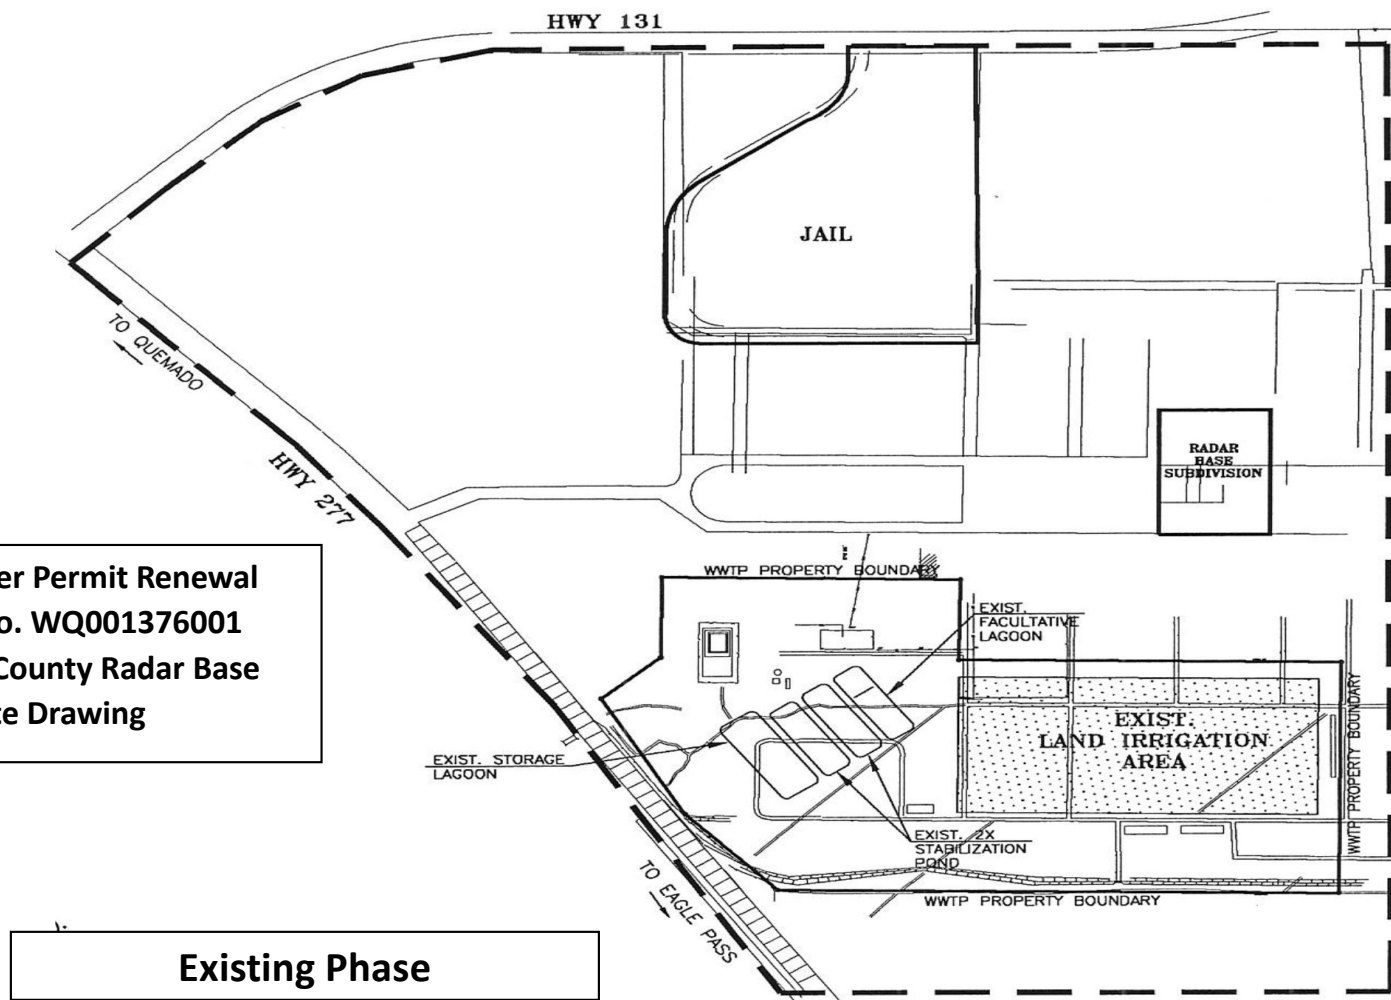 HWY 131
JAIL
TO QUEMADO
HWY 277
RADAR
BASE
SUBDIVISION
er Permit Renewal
o. WQ001376001
County Radar Base
te Drawing
WWTP PROPERTY BOUNDARY
EXIST.
FACULTATIVE
LAGOON
EXIST.
LAND IRRIGATION
AREA
WWTP PROPERTY BOUNDARY
EXIST. STORAGE
LAGOON
EXIST. 2X
STABILIZATION
POND
TO EAGLE PASS
WWTP PROPERTY BOUNDARY
Existing Phase